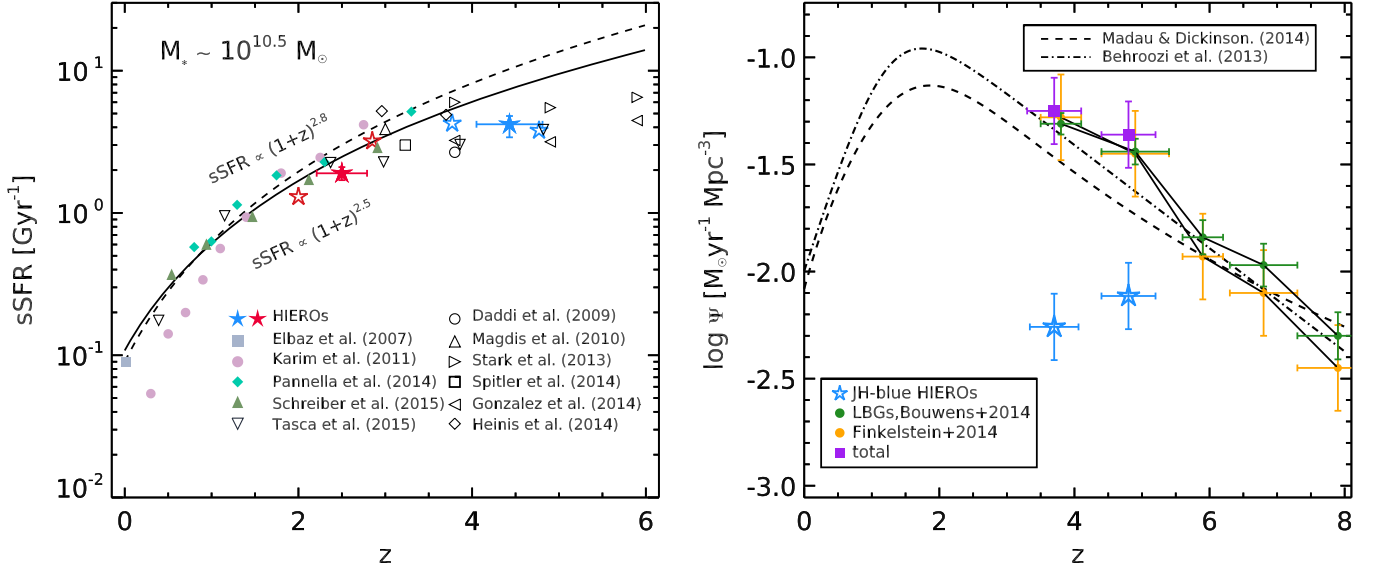 M* ~ 10^10.5 M⊙
sSFR ∝ (1+z)^2.8
sSFR ∝ (1+z)^2.5
sSFR [Gyr^-1]
10^1
10^0
10^-1
10^-2
HIEROs
Elbaz et al. (2007)
Karim et al. (2011)
Pannella et al. (2014)
Schreiber et al. (2015)
Tasca et al. (2015)
Daddi et al. (2009)
Magdis et al. (2010)
Stark et al. (2013)
Spitler et al. (2014)
Gonzalez et al. (2014)
Heinis et al. (2014)
0 2 4 6
z
log Ψ [M⊙yr^-1 Mpc^-3]
-1.0
-1.5
-2.0
-2.5
-3.0
Madau & Dickinson. (2014)
Behroozi et al. (2013)
JH-blue HIEROs
LBGs,Bouwens+2014
Finkelstein+2014
total
0 2 4 6 8
z